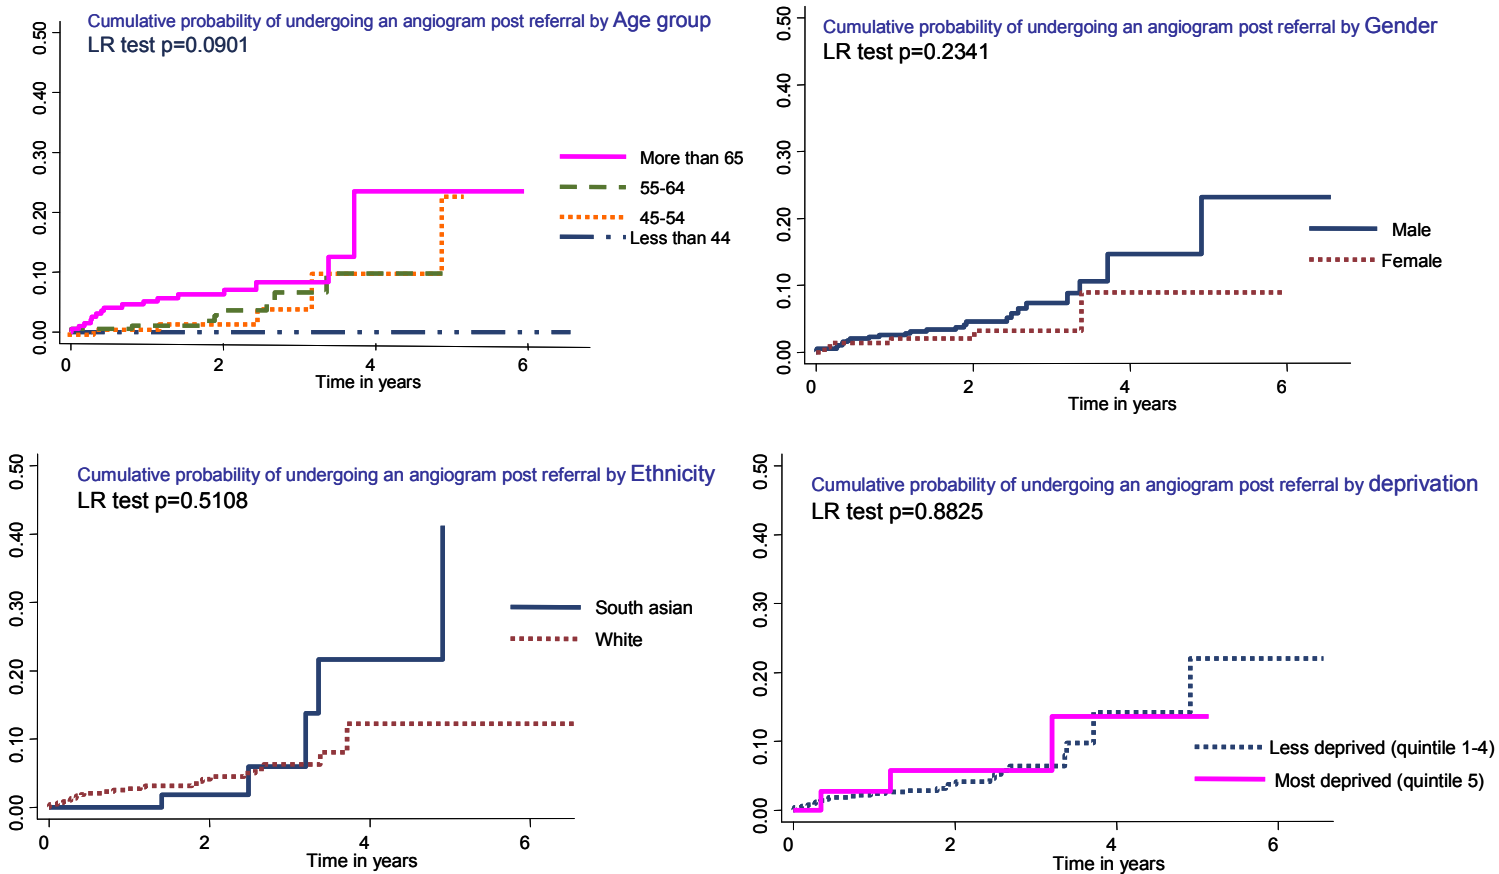 Cumulative probability of undergoing an angiogram post referral by Age group
LR test p=0.0901
0.50
0.40
0.30
0.20
0.10
0.00
More than 65
55-64
45-54
Less than 44
0 2 4 6
Time in years
Cumulative probability of undergoing an angiogram post referral by Gender
LR test p=0.2341
0.50
0.40
0.30
0.20
0.10
0.00
Male
Female
0 2 4 6
Time in years
Cumulative probability of undergoing an angiogram post referral by Ethnicity
LR test p=0.5108
0.50
0.40
0.30
0.20
0.10
0.00
South asian
White
0 2 4 6
Time in years
Cumulative probability of undergoing an angiogram post referral by deprivation
LR test p=0.8825
0.50
0.40
0.30
0.20
0.10
0.00
Less deprived (quintile 1-4)
Most deprived (quintile 5)
0 2 4 6
Time in years